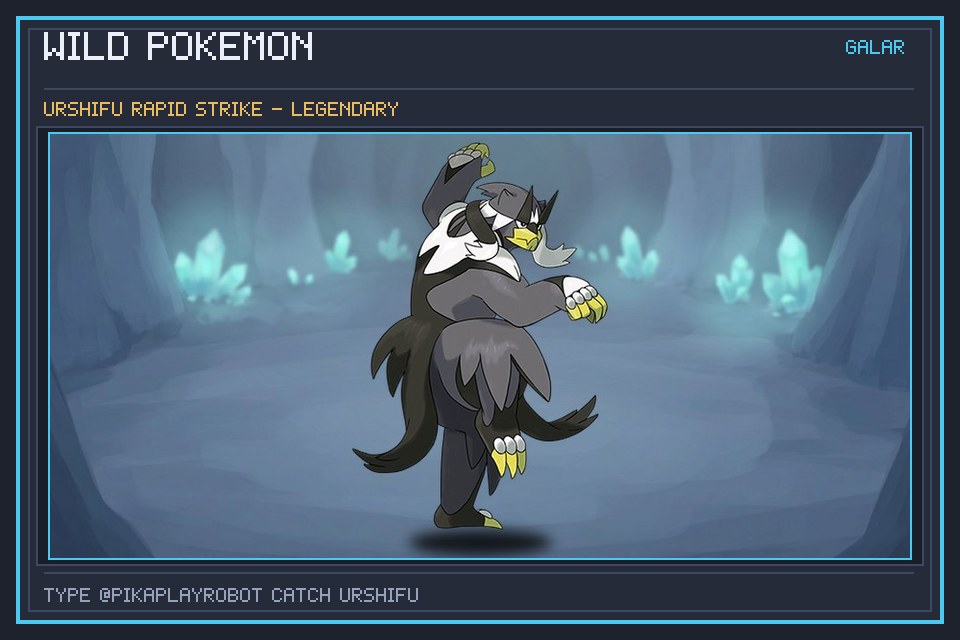 WILD POKEMON
GALAR
URSHIFU RAPID STRIKE - LEGENDARY
TYPE @PIKAPLAYROBOT CATCH URSHIFU